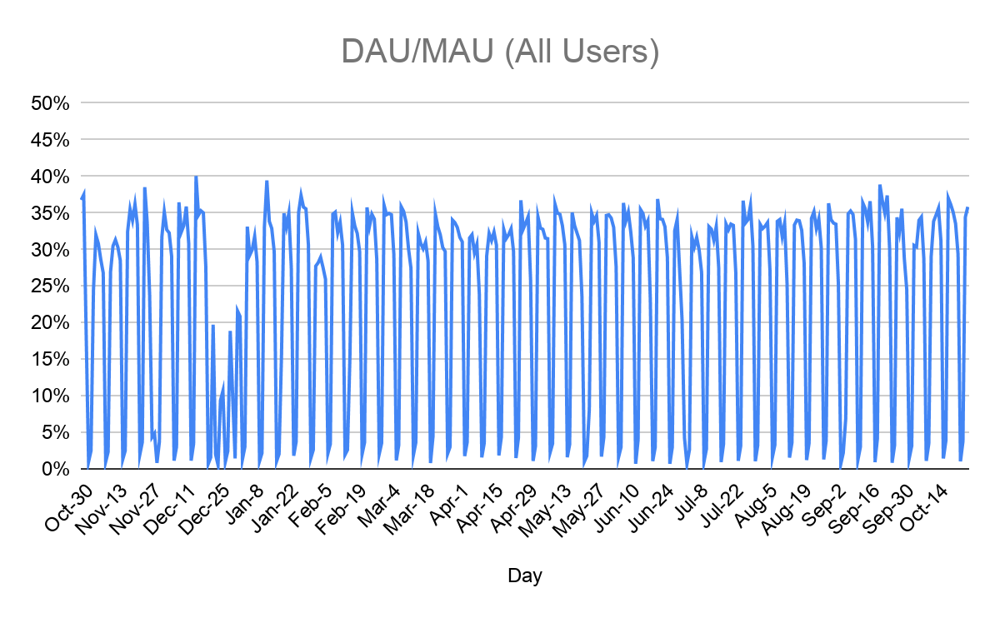 DAU/MAU (All Users)
50%
45%
40%
35%
30%
25%
20%
15%
10%
5%
0%
Oct-30
Nov-13
Nov-27
Dec-11
Dec-25
Jan-8
Jan-22
Feb-5
Feb-19
Mar-4
Mar-18
Apr-1
Apr-15
Apr-29
May-13
May-27
Jun-10
Jun-24
Jul-8
Jul-22
Aug-5
Aug-19
Sep-2
Sep-16
Sep-30
Oct-14
Day